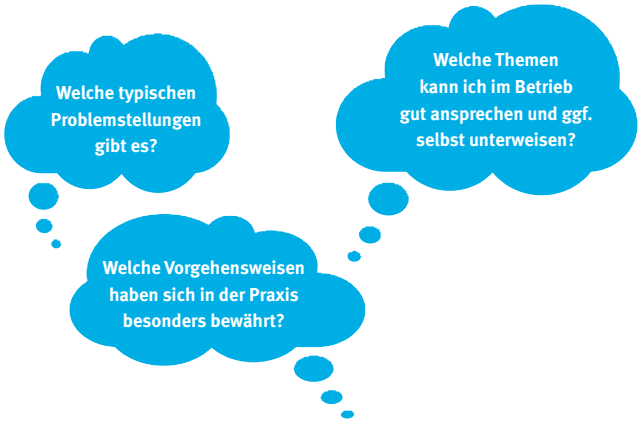 Welche typischen
Problemstellungen
gibt es?
Welche Themen
kann ich im Betrieb
gut ansprechen und ggf.
selbst unterweisen?
Welche Vorgehensweisen
haben sich in der Praxis
besonders bewährt?